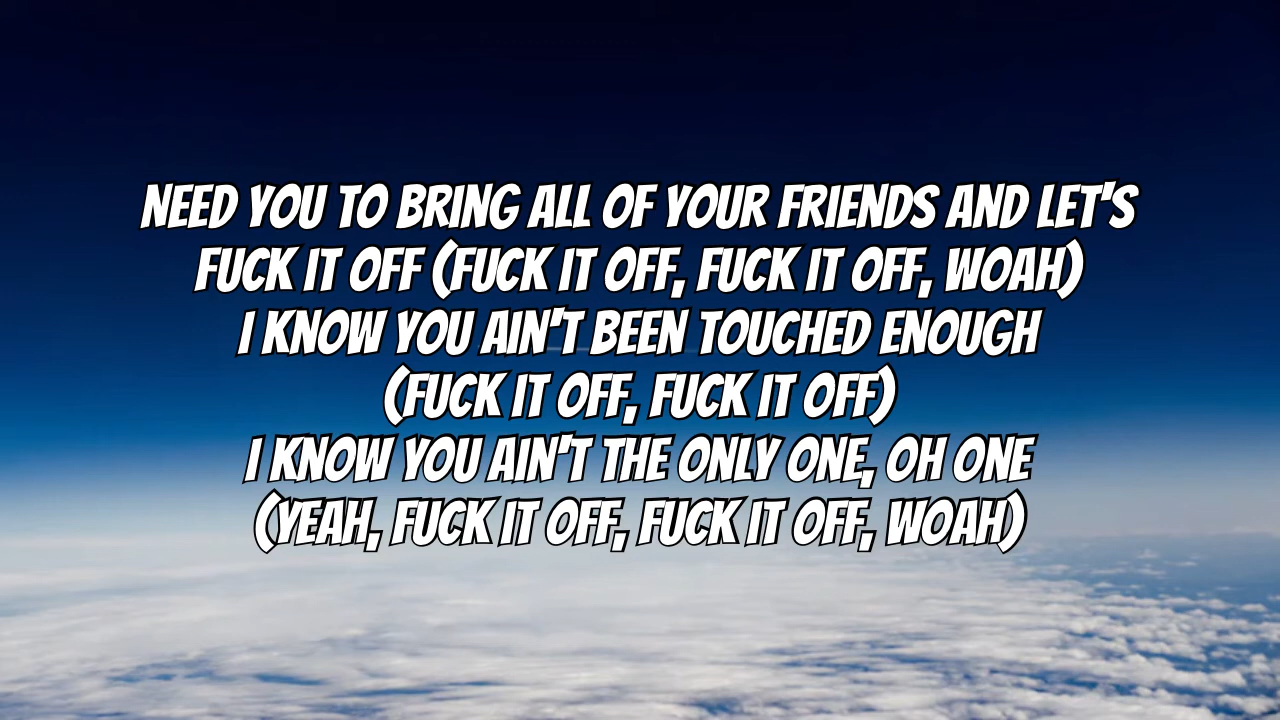 NEED YOU TO BRING ALL OF YOUR FRIENDS AND LET'S
FUCK IT OFF (FUCK IT OFF, FUCK IT OFF, WOAH)
I KNOW YOU AIN'T BEEN TOUCHED ENOUGH
(FUCK IT OFF, FUCK IT OFF)
I KNOW YOU AIN'T THE ONLY ONE, OH ONE
(YEAH, FUCK IT OFF, FUCK IT OFF, WOAH)